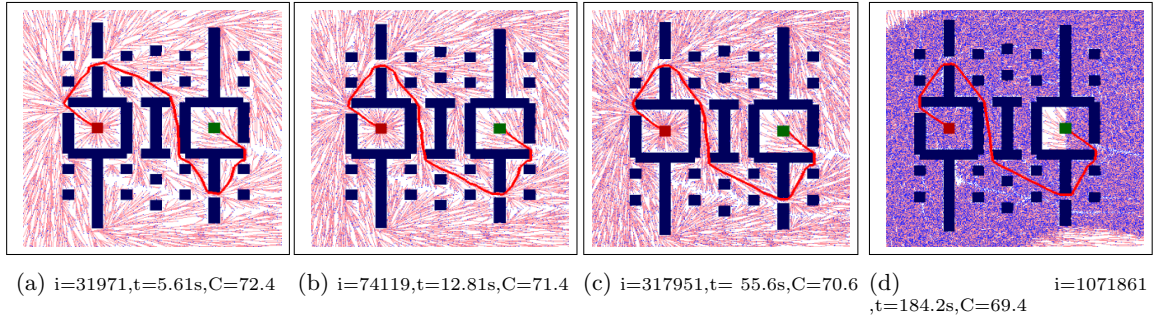 (a) i=31971,t=5.61s,C=72.4
(b) i=74119,t=12.81s,C=71.4
(c) i=317951,t= 55.6s,C=70.6
(d) i=1071861
,t=184.2s,C=69.4